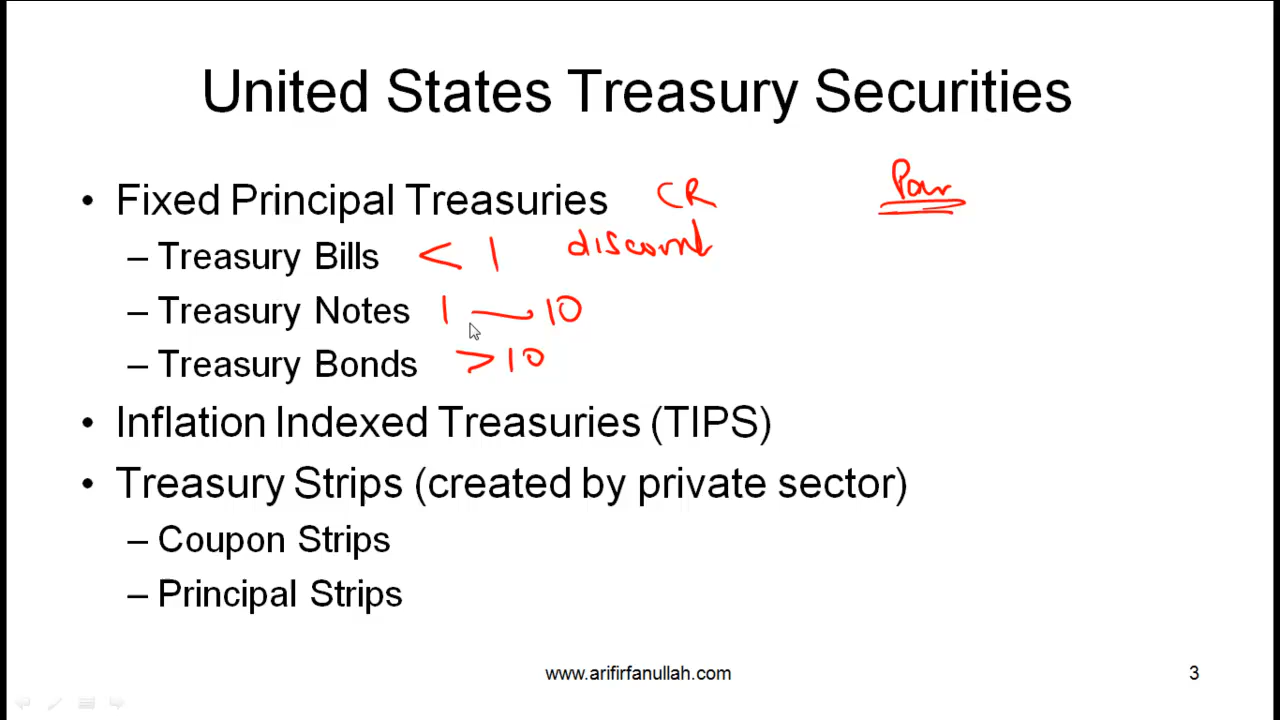 United States Treasury Securities
• Fixed Principal Treasuries CR Par
– Treasury Bills < 1 discount
– Treasury Notes 1 — 10
– Treasury Bonds > 10
• Inflation Indexed Treasuries (TIPS)
• Treasury Strips (created by private sector)
– Coupon Strips
– Principal Strips
www.arifirfanullah.com 3